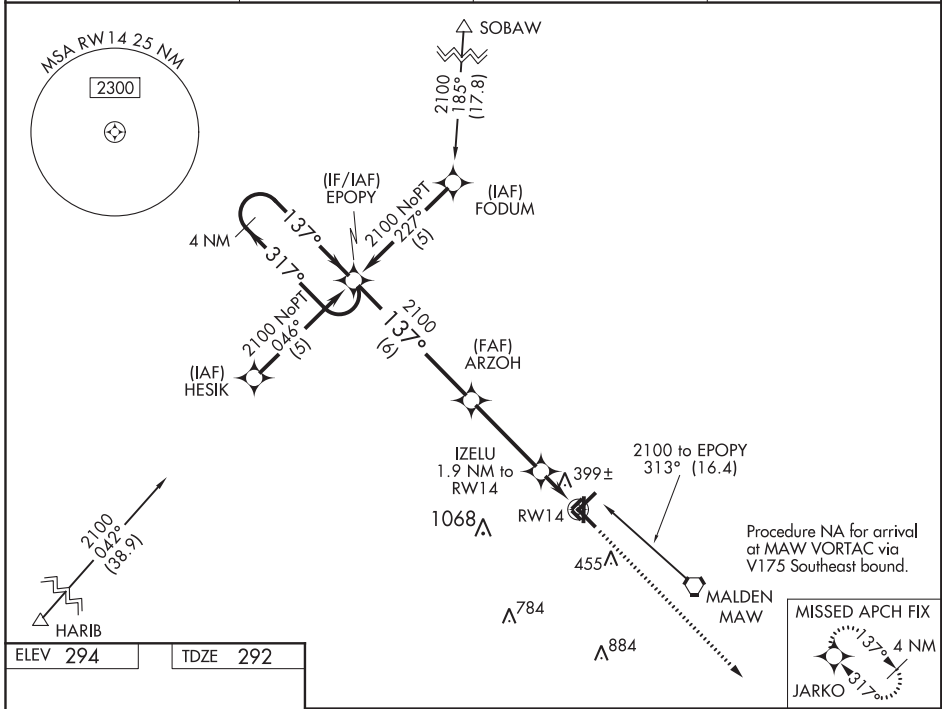 MSA RW14 25 NM
2300
SOBAW
2100
185°
(17.8)
(IF/IAF)
EPOPY
(IAF)
FODUM
2100 NoPT
227°
(5)
4 NM
137°
317°
2100 NoPT
046°
(5)
(IAF)
HESIK
2100
137°
(6)
(FAF)
ARZOH
IZELU
1.9 NM to
RW14
399±
2100 to EPOPY
313° (16.4)
1068
RW14
455
Procedure NA for arrival
at MAW VORTAC via
V175 Southeast bound.
2100
042°
(38.9)
HARIB
MALDEN
MAW
784
884
MISSED APCH FIX
137°
4 NM
317°
JARKO
ELEV 294
TDZE 292